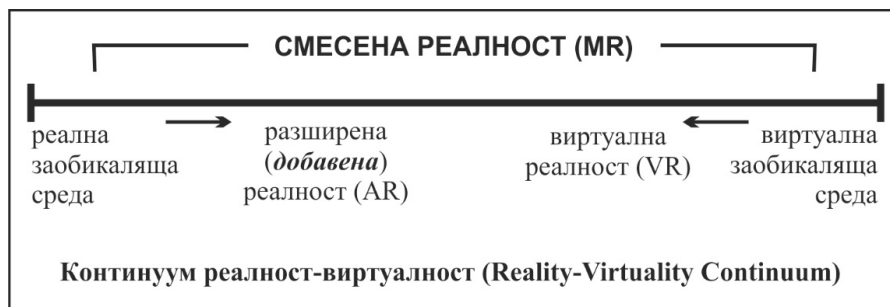 СМЕСЕНА РЕАЛНОСТ (MR)
реална
заобикаляща
среда
разширена
(добавена)
реалност (AR)
виртуална
реалност (VR)
виртуална
заобикаляща
среда
Континуум реалност-виртуалност (Reality-Virtuality Continuum)